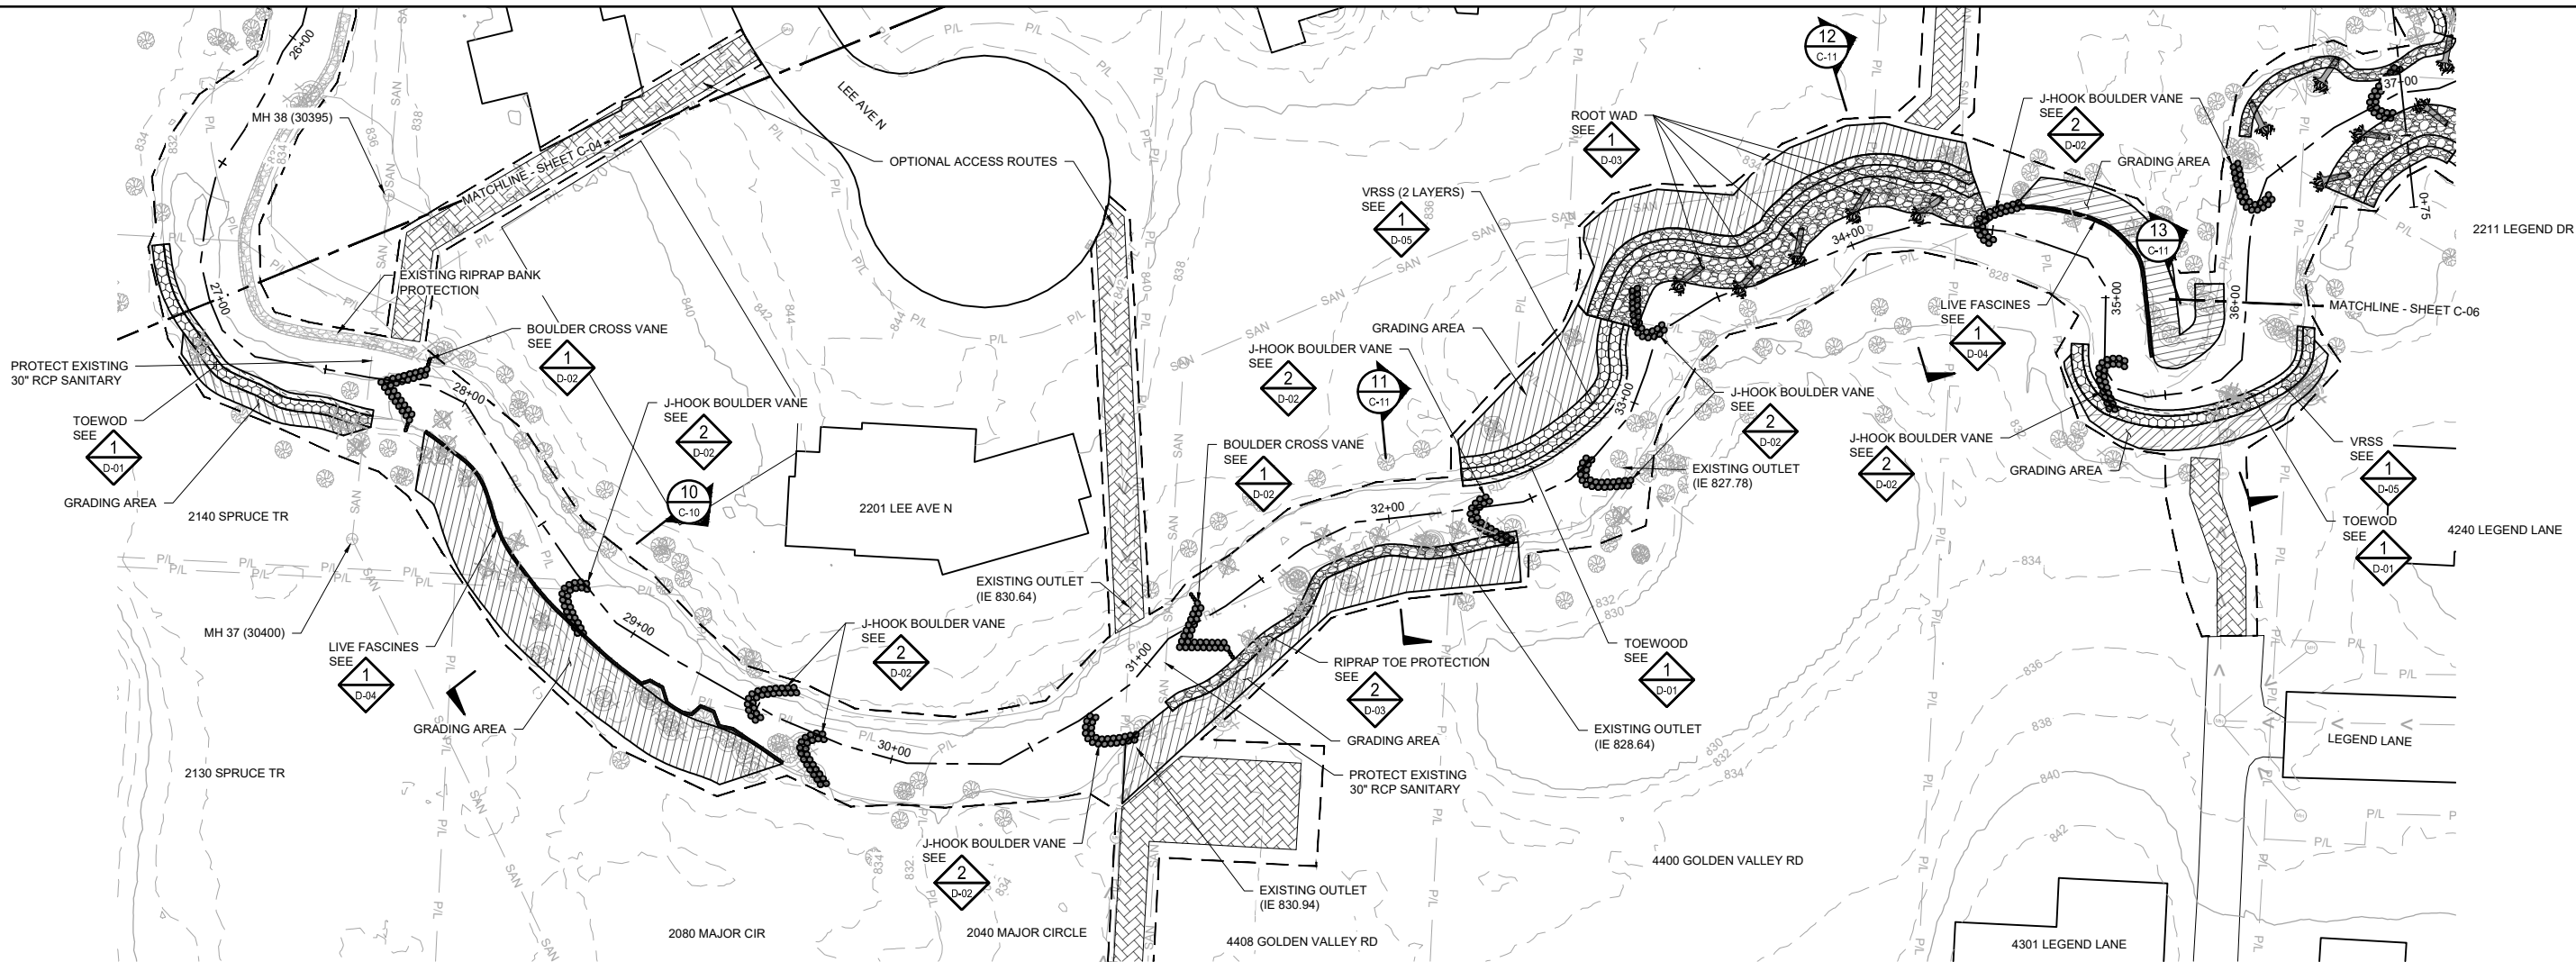 26+00
MH 38 (30395)
LEE AVE N
MATCHLINE - SHEET C-04
OPTIONAL ACCESS ROUTES
12
C-11
ROOT WAD
SEE
1
D-03
J-HOOK BOULDER VANE
SEE
2
D-02
GRADING AREA
37+00
0+75
2211 LEGEND DR
VRSS (2 LAYERS)
SEE
1
D-05
34+00
13
C-11
27+00
EXISTING RIPRAP BANK
PROTECTION
BOULDER CROSS VANE
SEE
1
D-02
PROTECT EXISTING
30" RCP SANITARY
28+00
TOEWOD
SEE
1
D-01
GRADING AREA
2140 SPRUCE TR
J-HOOK BOULDER VANE
SEE
2
D-02
10
C-10
2201 LEE AVE N
GRADING AREA
J-HOOK BOULDER VANE
SEE
2
D-02
11
C-11
BOULDER CROSS VANE
SEE
1
D-02
32+00
33+00
J-HOOK BOULDER VANE
SEE
2
D-02
EXISTING OUTLET
(IE 827.78)
LIVE FASCINES
SEE
1
D-04
35+00
36+00
MATCHLINE - SHEET C-06
J-HOOK BOULDER VANE
SEE
2
D-02
GRADING AREA
VRSS
SEE
1
D-05
TOEWOD
SEE
1
D-01
4240 LEGEND LANE
MH 37 (30400)
LIVE FASCINES
SEE
1
D-04
29+00
GRADING AREA
EXISTING OUTLET
(IE 830.64)
J-HOOK BOULDER VANE
SEE
2
D-02
31+00
30+00
RIPRAP TOE PROTECTION
SEE
2
D-03
TOEWOOD
SEE
1
D-01
GRADING AREA
EXISTING OUTLET
(IE 828.64)
PROTECT EXISTING
30" RCP SANITARY
2130 SPRUCE TR
J-HOOK BOULDER VANE
SEE
2
D-02
EXISTING OUTLET
(IE 830.94)
2080 MAJOR CIR
2040 MAJOR CIRCLE
4408 GOLDEN VALLEY RD
4400 GOLDEN VALLEY RD
LEGEND LANE
4301 LEGEND LANE